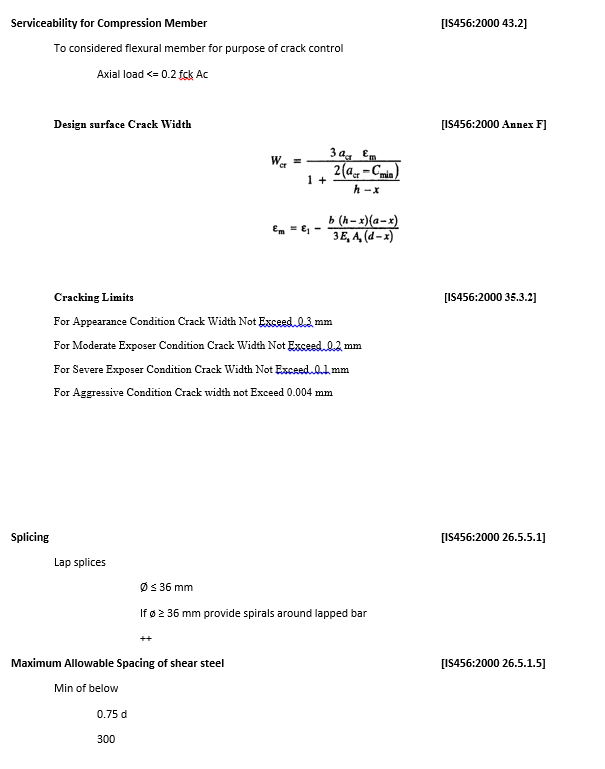 Serviceability for Compression Member [IS456:2000 43.2]
To considered flexural member for purpose of crack control
Axial load <= 0.2 fck Ac
Design surface Crack Width [IS456:2000 Annex F]
W_cr = 3 a_cr ε_m / (1 + 2(a_cr − C_min) / (h − x))
ε_m = ε_1 − b (h − x)(a − x) / (3 E_s A_s (d − x))
Cracking Limits [IS456:2000 35.3.2]
For Appearance Condition Crack Width Not Exceed 0.3 mm
For Moderate Exposer Condition Crack Width Not Exceed 0.2 mm
For Severe Exposer Condition Crack Width Not Exceed 0.1 mm
For Aggressive Condition Crack width not Exceed 0.004 mm
Splicing [IS456:2000 26.5.5.1]
Lap splices
Ø ≤ 36 mm
If ø ≥ 36 mm provide spirals around lapped bar
++
Maximum Allowable Spacing of shear steel [IS456:2000 26.5.1.5]
Min of below
0.75 d
300